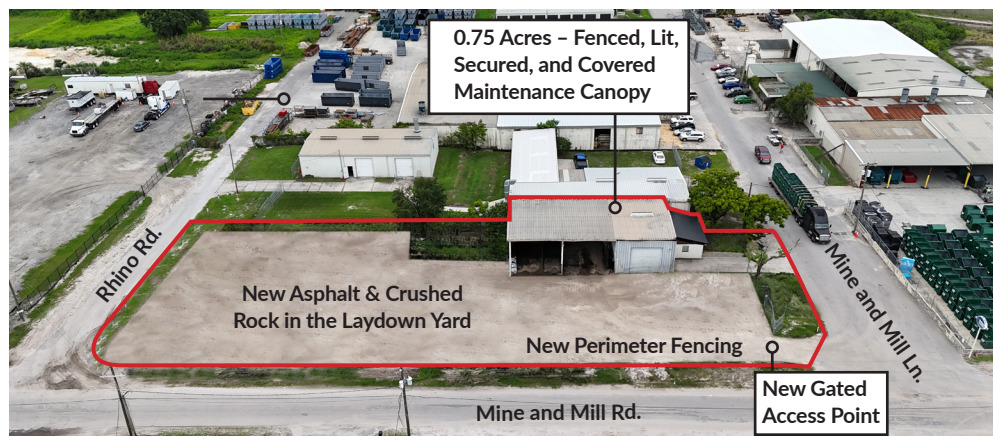 0.75 Acres – Fenced, Lit,
Secured, and Covered
Maintenance Canopy
Rhino Rd.
New Asphalt & Crushed
Rock in the Laydown Yard
New Perimeter Fencing
Mine and Mill Ln.
New Gated
Access Point
Mine and Mill Rd.